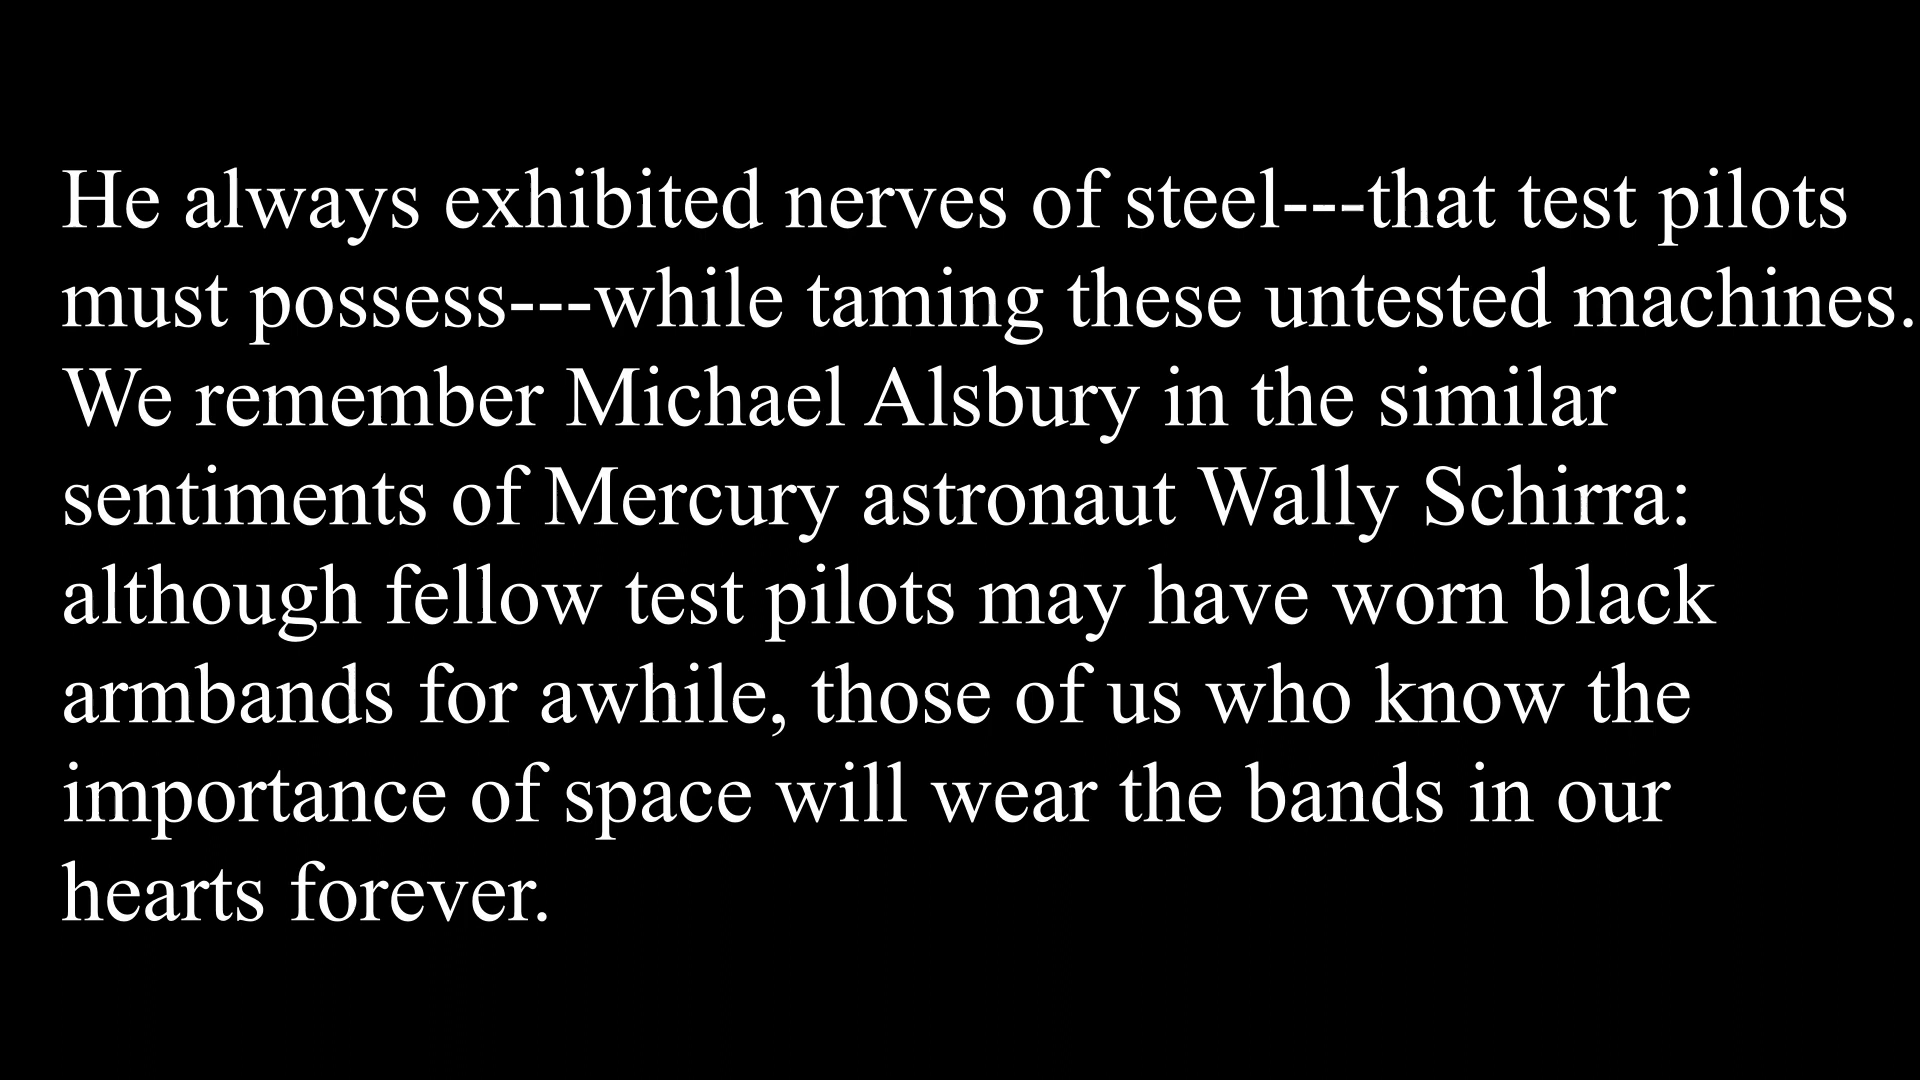 He always exhibited nerves of steel---that test pilots
must possess---while taming these untested machines.
We remember Michael Alsbury in the similar
sentiments of Mercury astronaut Wally Schirra:
although fellow test pilots may have worn black
armbands for awhile, those of us who know the
importance of space will wear the bands in our
hearts forever.